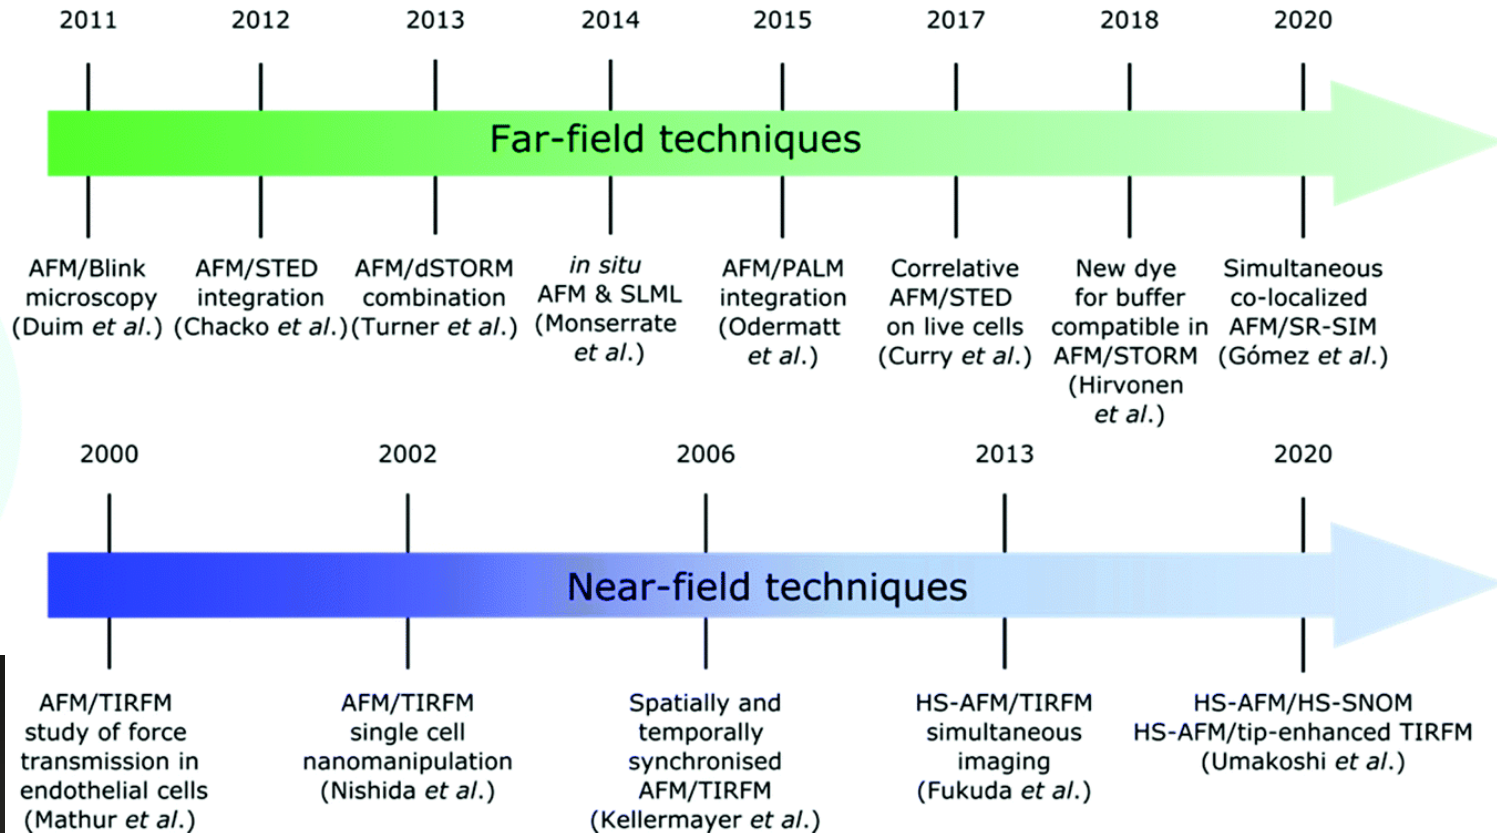 2011 2012 2013 2014 2015 2017 2018 2020
Far-field techniques
AFM/Blink
microscopy
(Duim et al.)
AFM/STED
integration
(Chacko et al.)
AFM/dSTORM
combination
(Turner et al.)
in situ
AFM & SLML
(Monserrate
et al.)
AFM/PALM
integration
(Odermatt
et al.)
Correlative
AFM/STED
on live cells
(Curry et al.)
New dye
for buffer
compatible in
AFM/STORM
(Hirvonen
et al.)
Simultaneous
co-localized
AFM/SR-SIM
(Gómez et al.)
2000 2002 2006 2013 2020
Near-field techniques
AFM/TIRFM
study of force
transmission in
endothelial cells
(Mathur et al.)
AFM/TIRFM
single cell
nanomanipulation
(Nishida et al.)
Spatially and
temporally
synchronised
AFM/TIRFM
(Kellermayer et al.)
HS-AFM/TIRFM
simultaneous
imaging
(Fukuda et al.)
HS-AFM/HS-SNOM
HS-AFM/tip-enhanced TIRFM
(Umakoshi et al.)